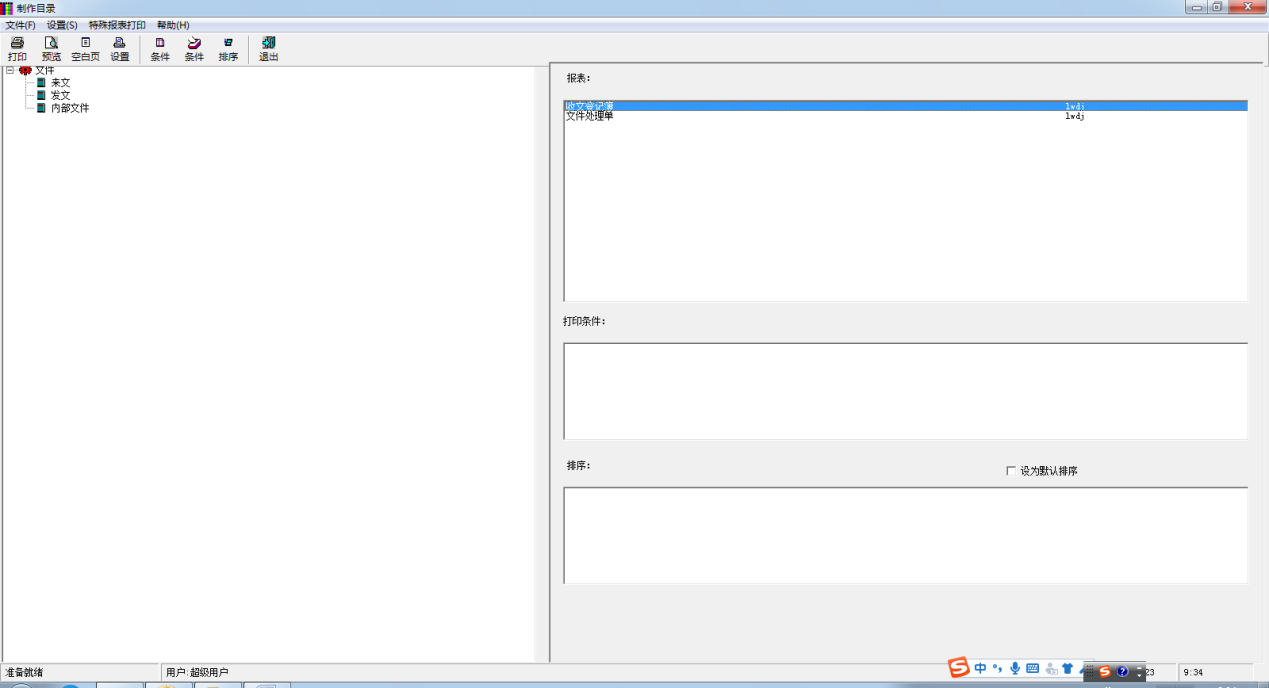 制作目录
文件(F) 设置(S) 特殊报表打印 帮助(H)
打印 预览 空白页 设置 条件 条件 排序 退出
文件
来文
发文
内部文件
报表:
收文登记簿 lwdj
文件处理单 lwdj
打印条件:
排序:
设为默认排序
准备就绪 用户:超级用户 中 23 9:34